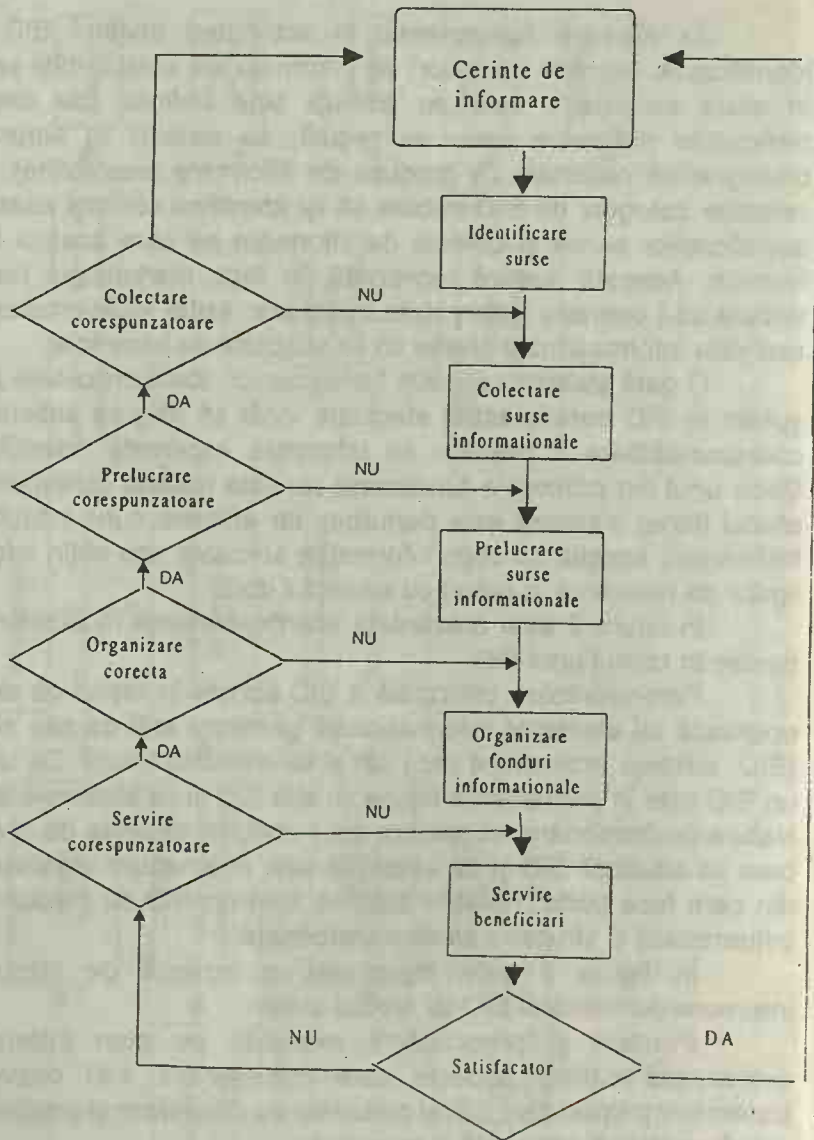 Cerinte de
informare
Identificare
surse
Colectare
corespunzatoare
NU
Colectare
surse
informationale
DA
Prelucrare
corespunzatoare
NU
Prelucrare
surse
informationale
DA
Organizare
corecta
NU
Organizare
fonduri
informationale
DA
Servire
corespunzatoare
NU
Servire
beneficiari
NU
Satisfacator
DA